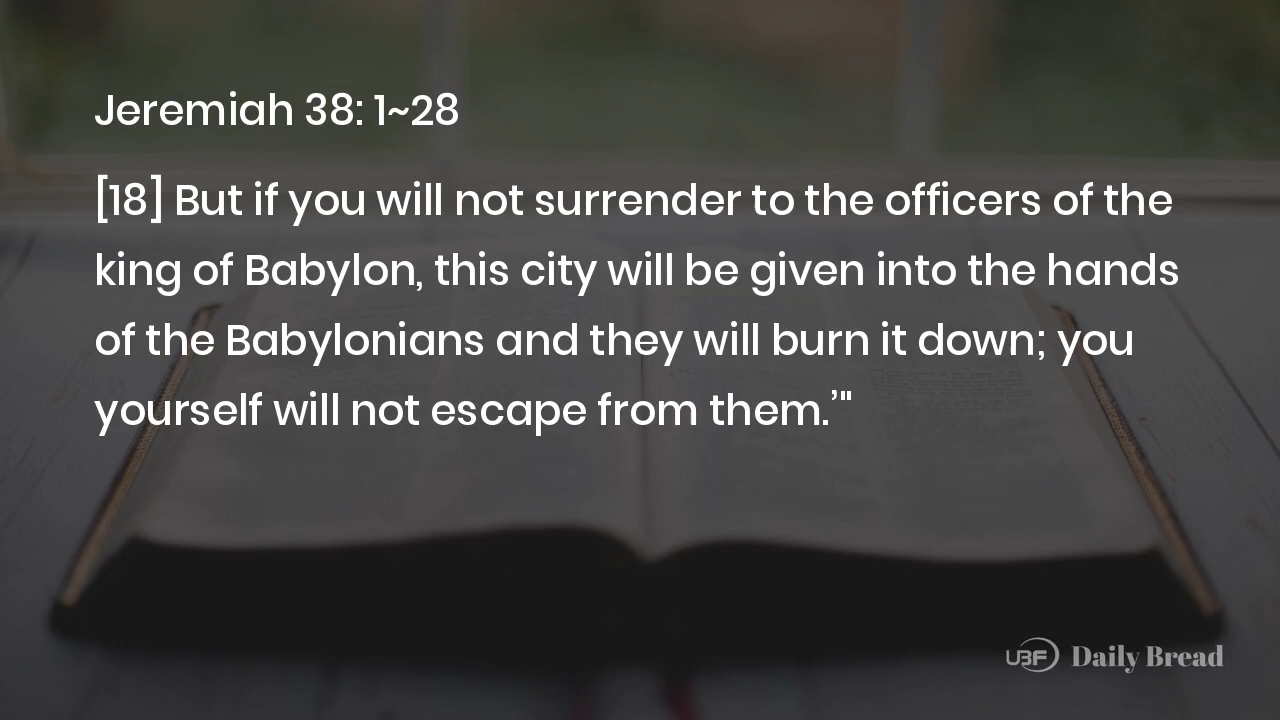 Jeremiah 38: 1~28
[18] But if you will not surrender to the officers of the
king of Babylon, this city will be given into the hands
of the Babylonians and they will burn it down; you
yourself will not escape from them.’"
UBF Daily Bread